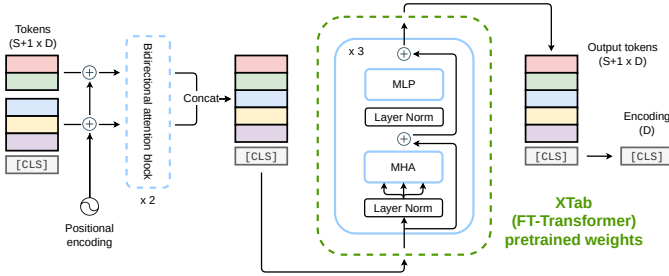 Tokens
(S+1 x D)
[CLS]
Positional
encoding
Bidirectional attention
block
x 2
Concat
[CLS]
x 3
MLP
Layer Norm
MHA
Layer Norm
XTab
(FT-Transformer)
pretrained weights
Output tokens
(S+1 x D)
[CLS]
Encoding
(D)
[CLS]